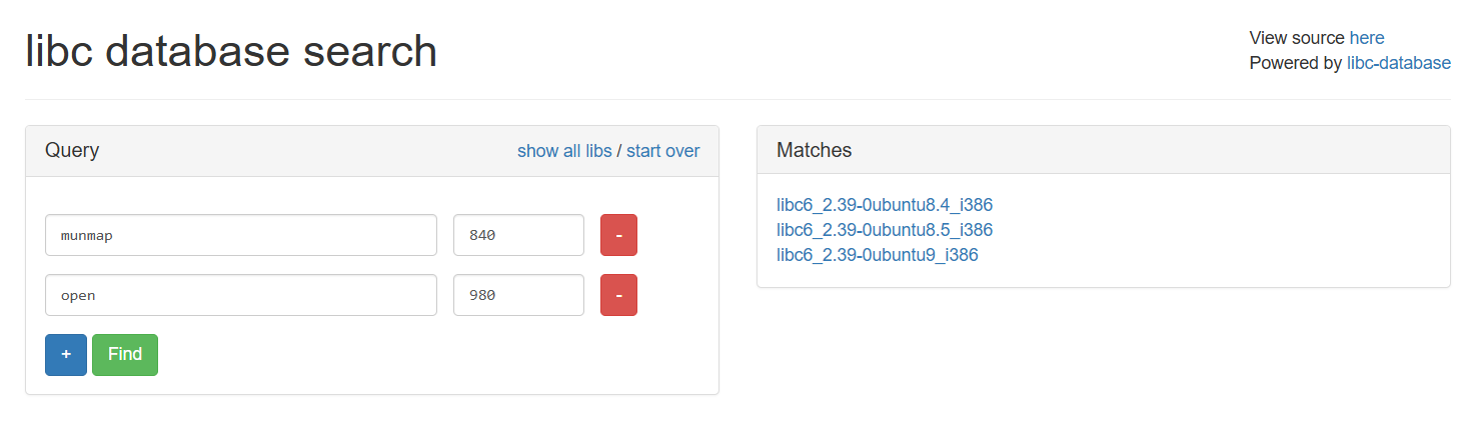 libc database search
View source here
Powered by libc-database
Query
show all libs / start over
munmap
840
-
open
980
-
+
Find
Matches
libc6_2.39-0ubuntu8.4_i386
libc6_2.39-0ubuntu8.5_i386
libc6_2.39-0ubuntu9_i386